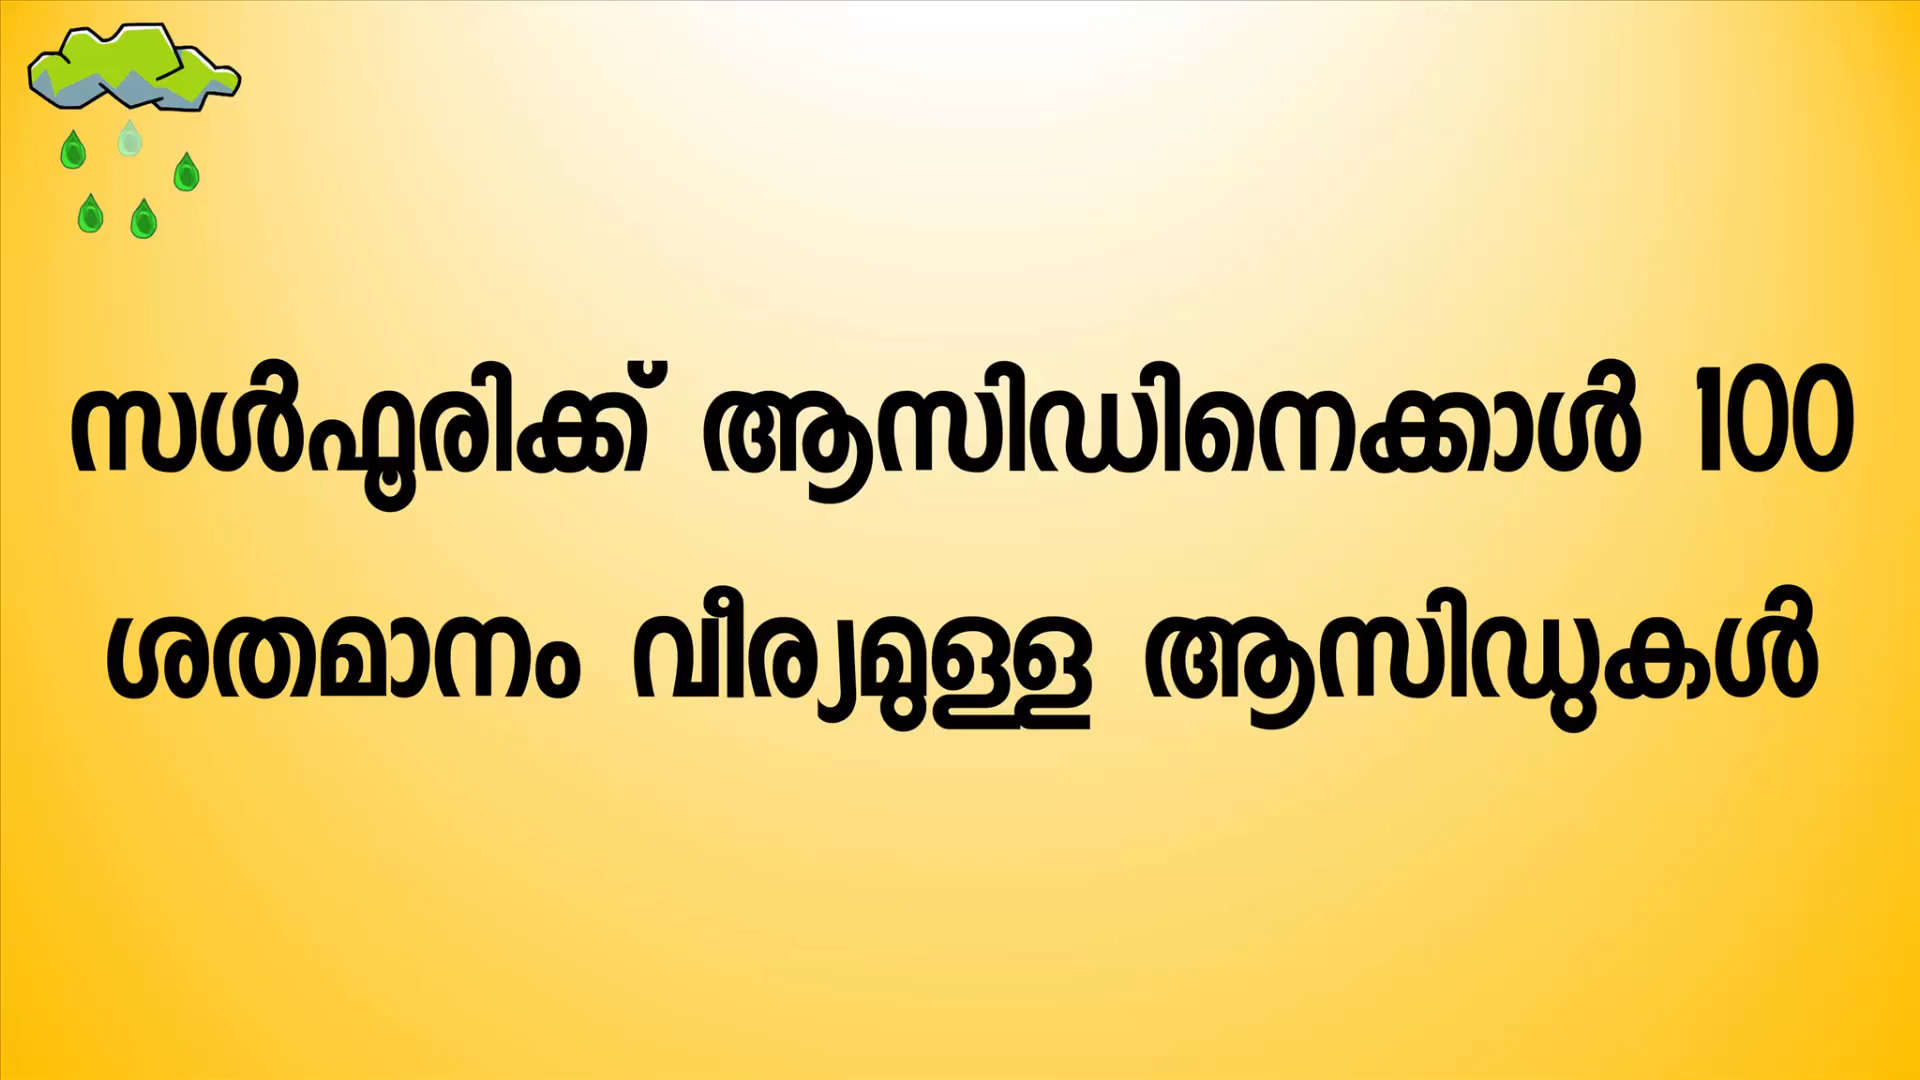 സൾഫൂരിക്ക് ആസിഡിനെക്കാൾ 100
ശതമാനം വീര്യമുള്ള ആസിഡുകൾ